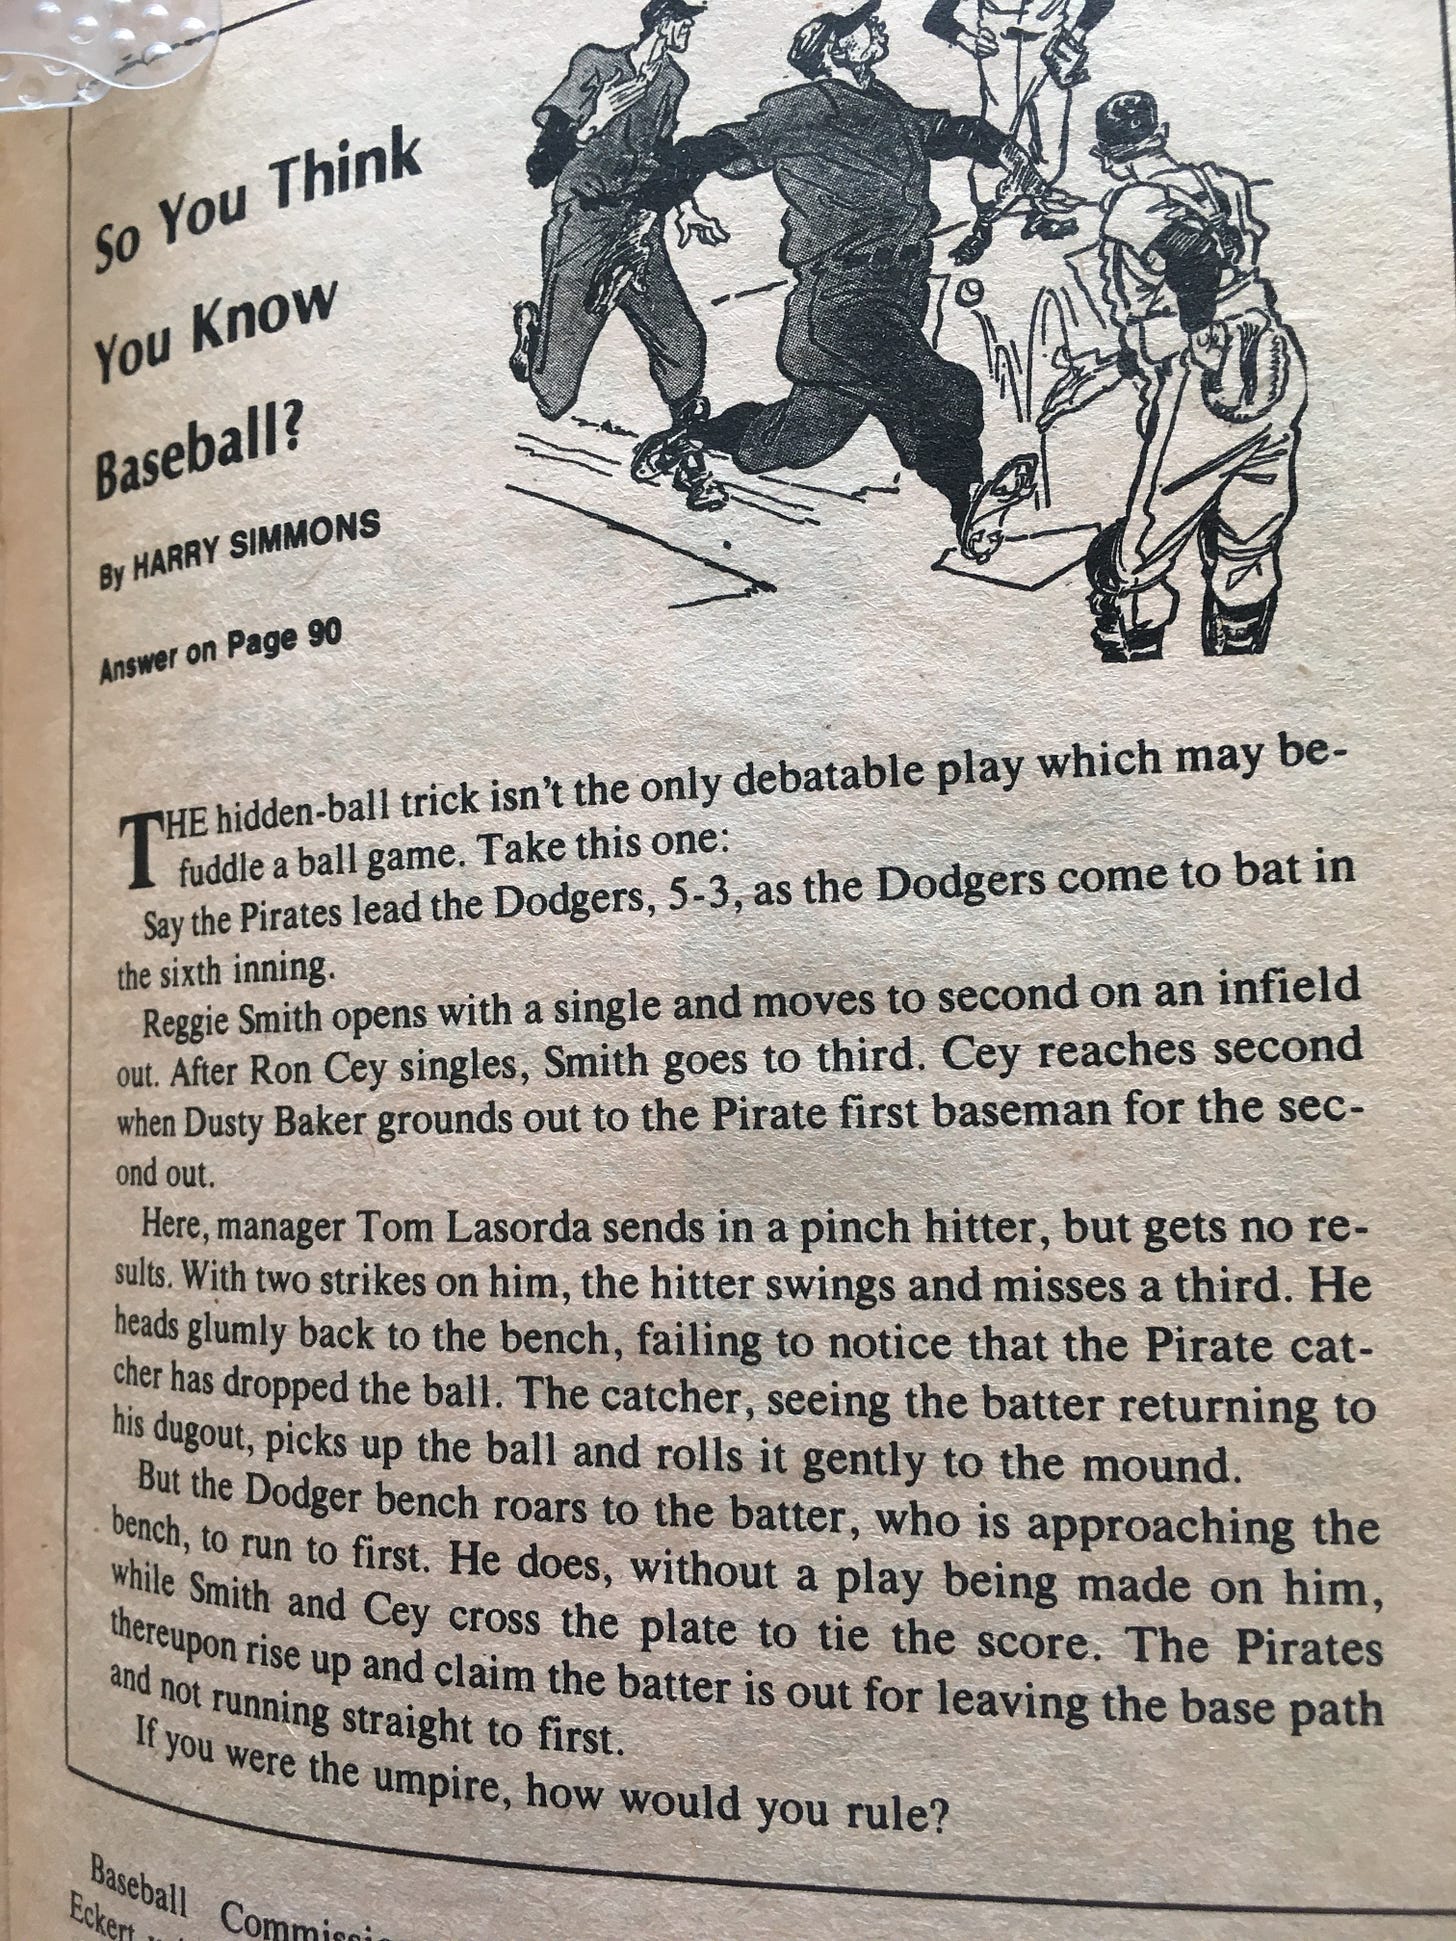 So You Think
You Know
Baseball?
By HARRY SIMMONS
Answer on Page 90
THE hidden-ball trick isn't the only debatable play which may be-
fuddle a ball game. Take this one:
Say the Pirates lead the Dodgers, 5-3, as the Dodgers come to bat in
the sixth inning.
Reggie Smith opens with a single and moves to second on an infield
out. After Ron Cey singles, Smith goes to third. Cey reaches second
when Dusty Baker grounds out to the Pirate first baseman for the sec-
ond out.
Here, manager Tom Lasorda sends in a pinch hitter, but gets no re-
sults. With two strikes on him, the hitter swings and misses a third. He
heads glumly back to the bench, failing to notice that the Pirate cat-
cher has dropped the ball. The catcher, seeing the batter returning to
his dugout, picks up the ball and rolls it gently to the mound.
But the Dodger bench roars to the batter, who is approaching the
bench, to run to first. He does, without a play being made on him,
while Smith and Cey cross the plate to tie the score. The Pirates
thereupon rise up and claim the batter is out for leaving the base path
and not running straight to first.
If you were the umpire, how would you rule?
Baseball
Eckert